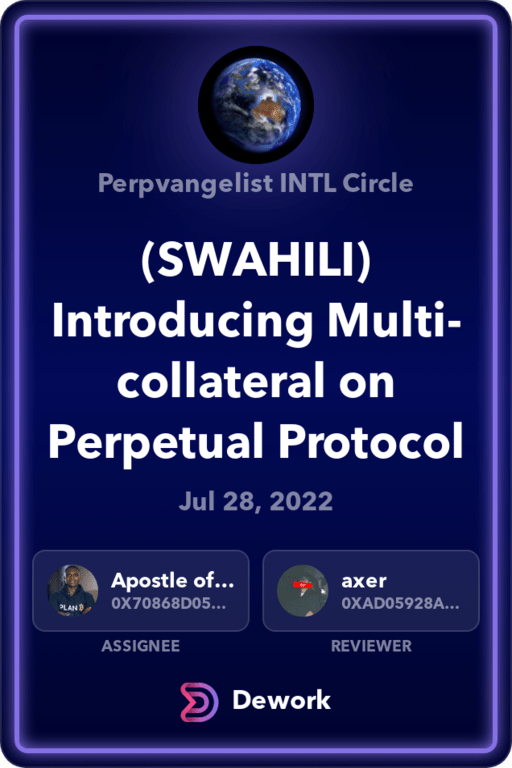 Perpvangelist INTL Circle
(SWAHILI)
Introducing Multi-
collateral on
Perpetual Protocol
Jul 28, 2022
Apostle of...
0X70868D05...
PLAN
ASSIGNEE
axer
0XAD05928A...
REVIEWER
Dework